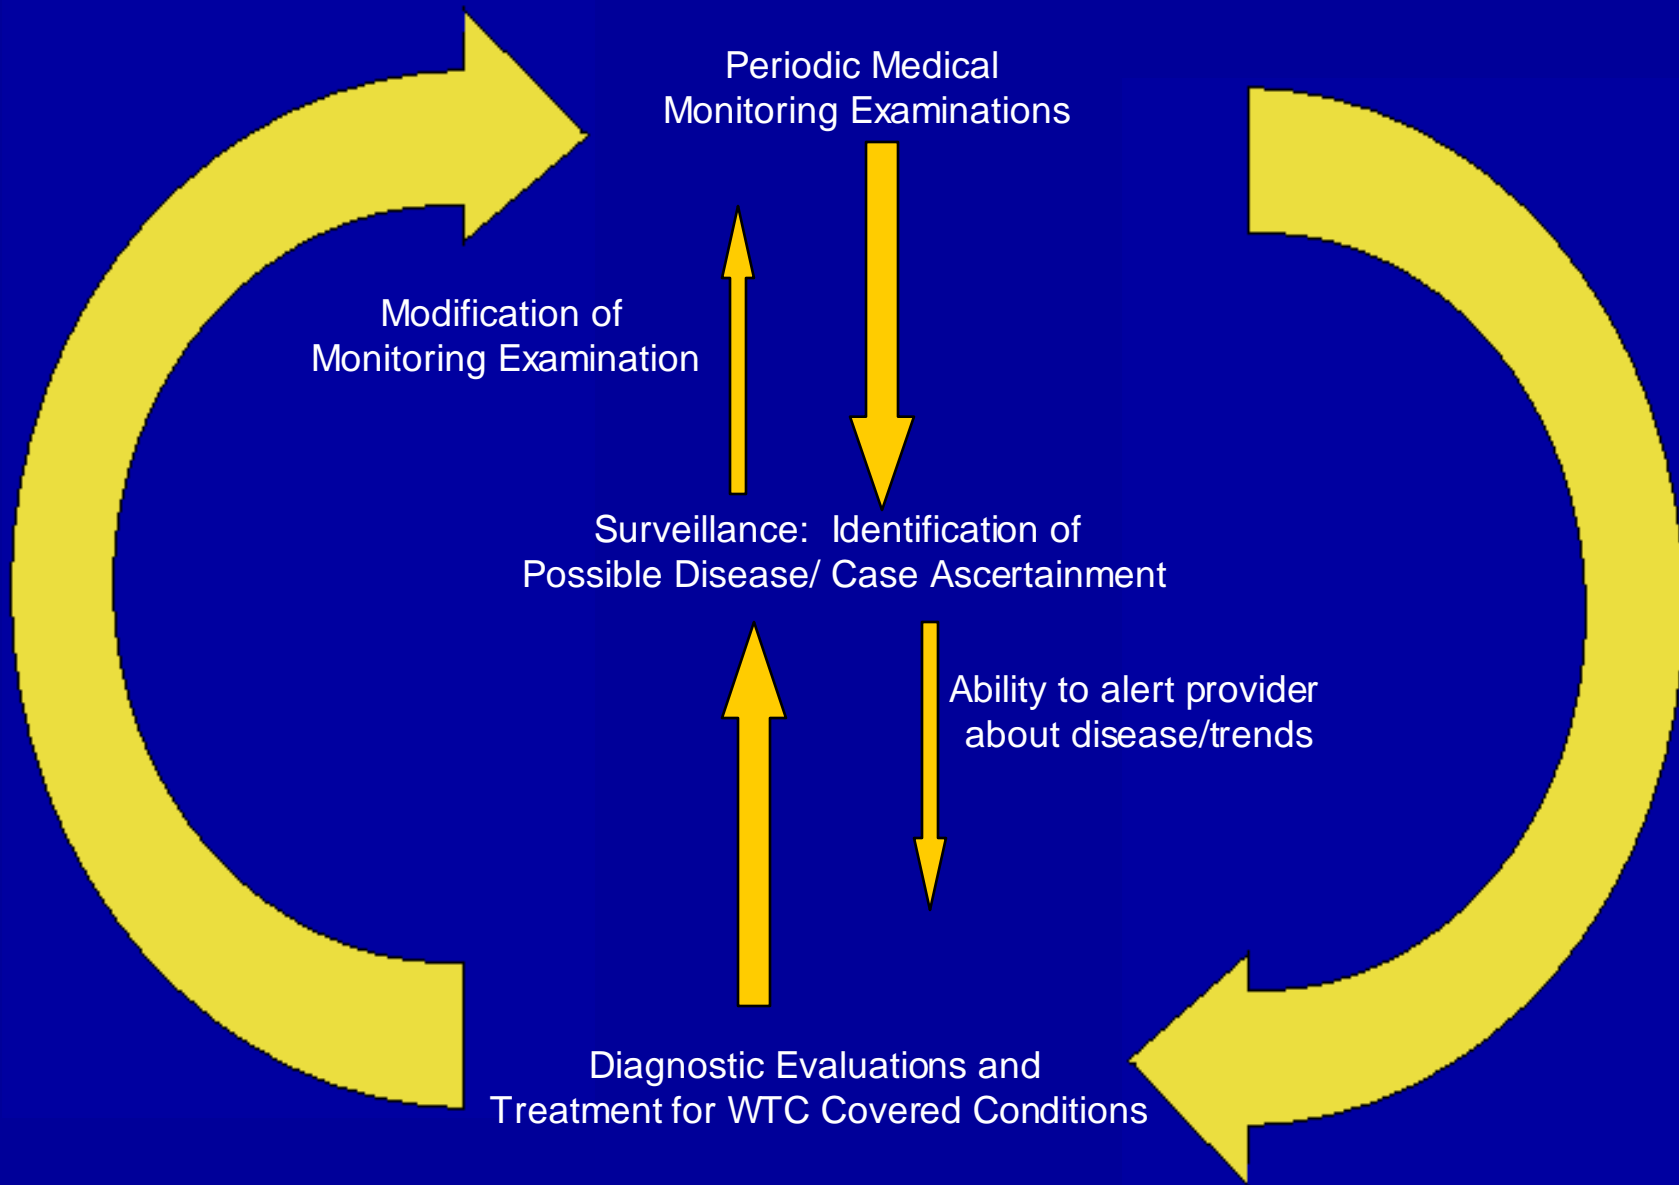 Periodic Medical
Monitoring Examinations
Modification of
Monitoring Examination
Surveillance:  Identification of
Possible Disease/ Case Ascertainment
Ability to alert provider
about disease/trends
Diagnostic Evaluations and
Treatment for WTC Covered Conditions